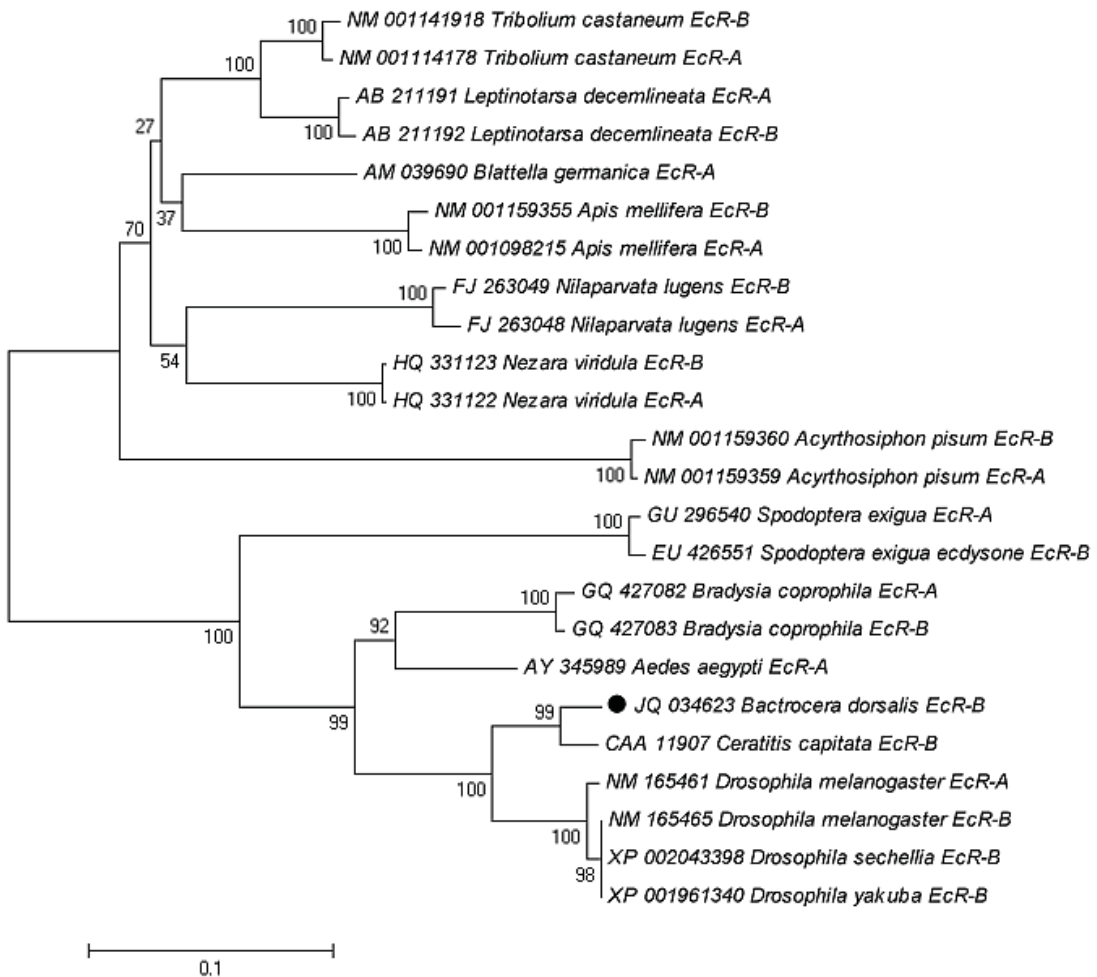 NM 001141918 Tribolium castaneum EcR-B
100
NM 001114178 Tribolium castaneum EcR-A
100
AB 211191 Leptinotarsa decemlineata EcR-A
100
AB 211192 Leptinotarsa decemlineata EcR-B
27
AM 039690 Blattella germanica EcR-A
37
NM 001159355 Apis mellifera EcR-B
70
100
NM 001098215 Apis mellifera EcR-A
100
FJ 263049 Nilaparvata lugens EcR-B
FJ 263048 Nilaparvata lugens EcR-A
54
HQ 331123 Nezara viridula EcR-B
100
HQ 331122 Nezara viridula EcR-A
NM 001159360 Acyrthosiphon pisum EcR-B
100
NM 001159359 Acyrthosiphon pisum EcR-A
GU 296540 Spodoptera exigua EcR-A
100
EU 426551 Spodoptera exigua ecdysone EcR-B
100
GQ 427082 Bradysia coprophila EcR-A
100
GQ 427083 Bradysia coprophila EcR-B
92
AY 345989 Aedes aegypti EcR-A
99
JQ 034623 Bactrocera dorsalis EcR-B
99
CAA 11907 Ceratitis capitata EcR-B
100
NM 165461 Drosophila melanogaster EcR-A
100
NM 165465 Drosophila melanogaster EcR-B
XP 002043398 Drosophila sechellia EcR-B
98
XP 001961340 Drosophila yakuba EcR-B
0.1